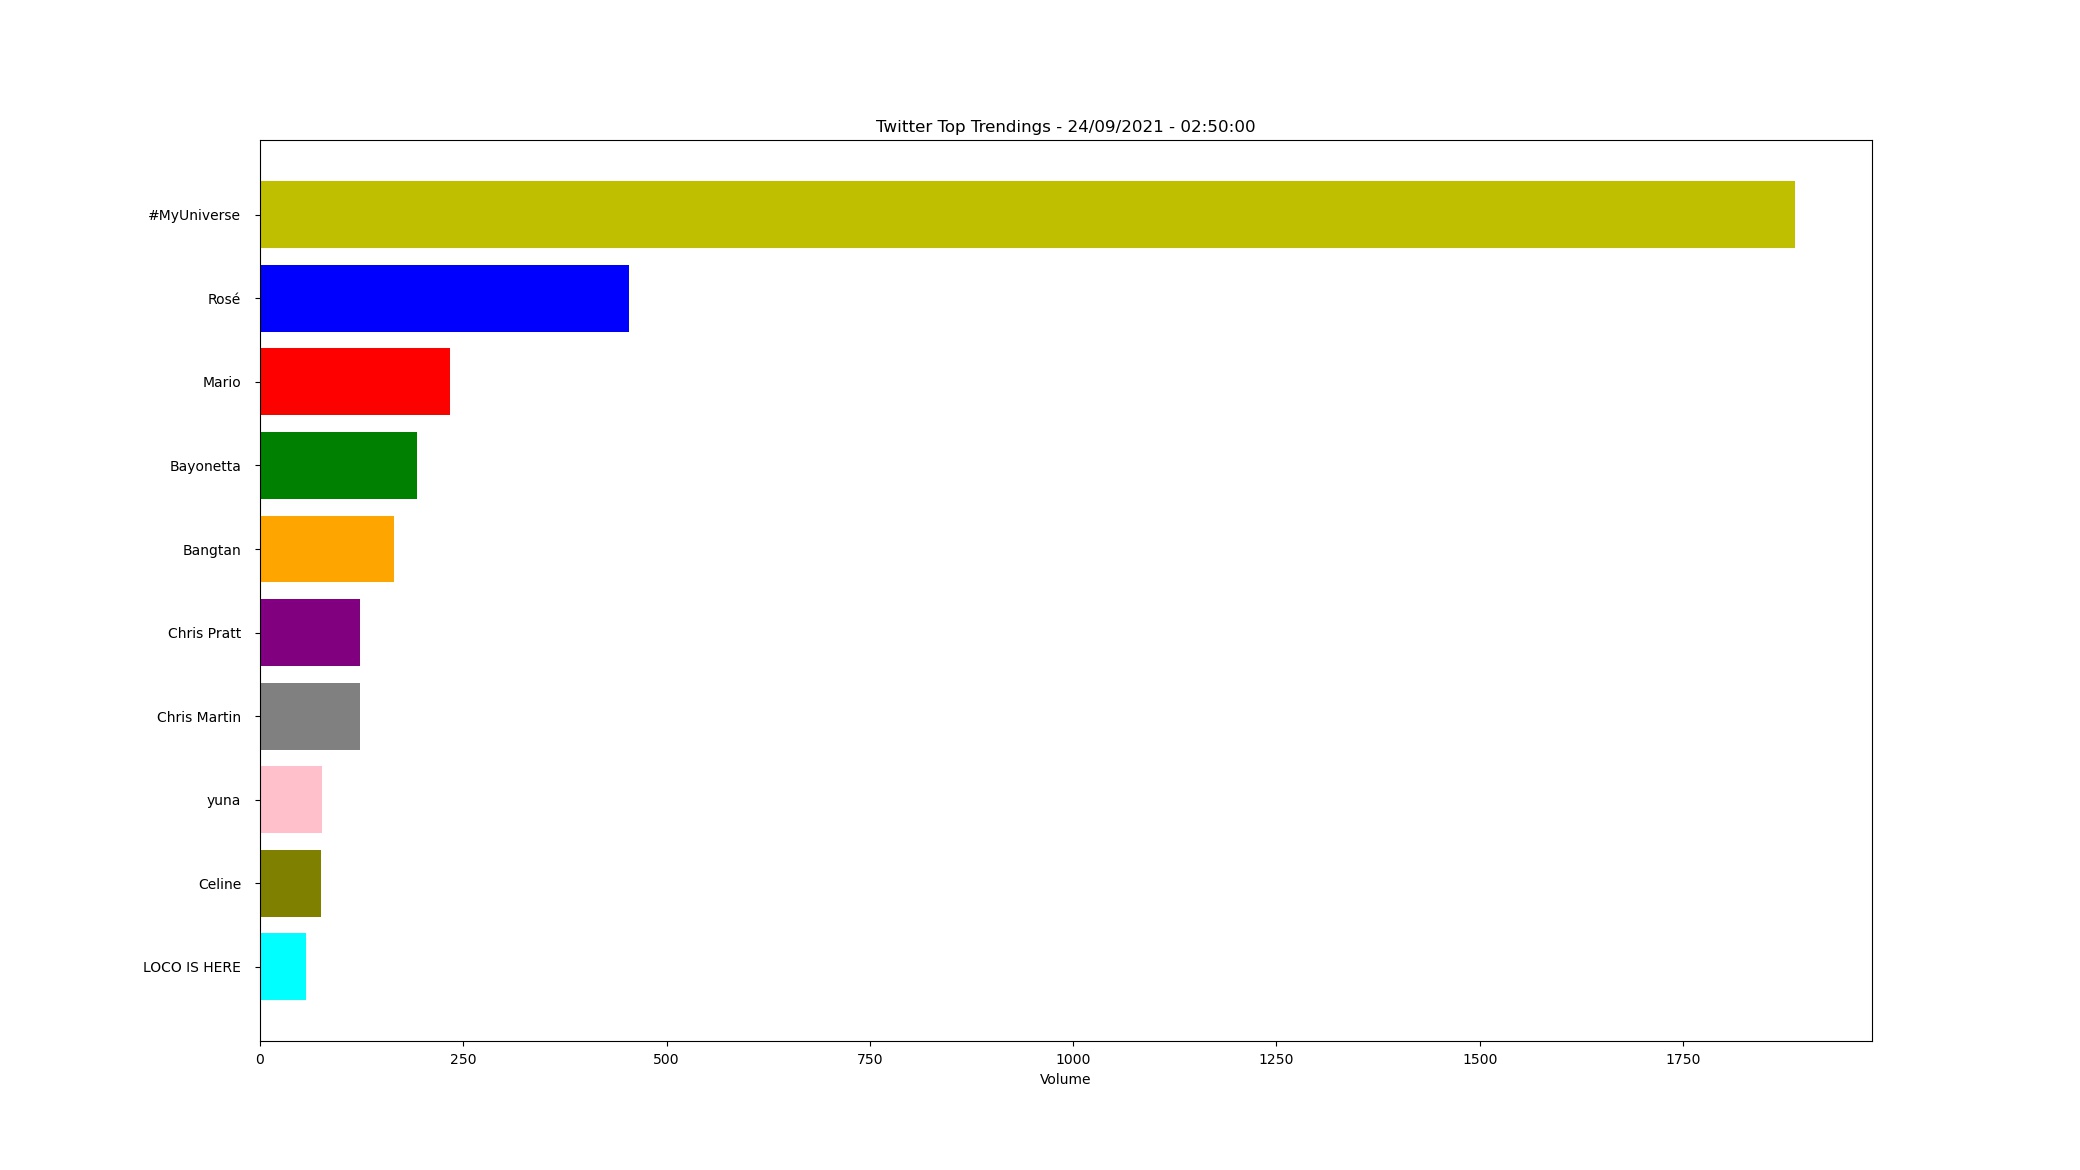 Twitter Top Trendings - 24/09/2021 - 02:50:00
#MyUniverse
Rosé
Mario
Bayonetta
Bangtan
Chris Pratt
Chris Martin
yuna
Celine
LOCO IS HERE
0 250 500 750 1000 1250 1500 1750
Volume